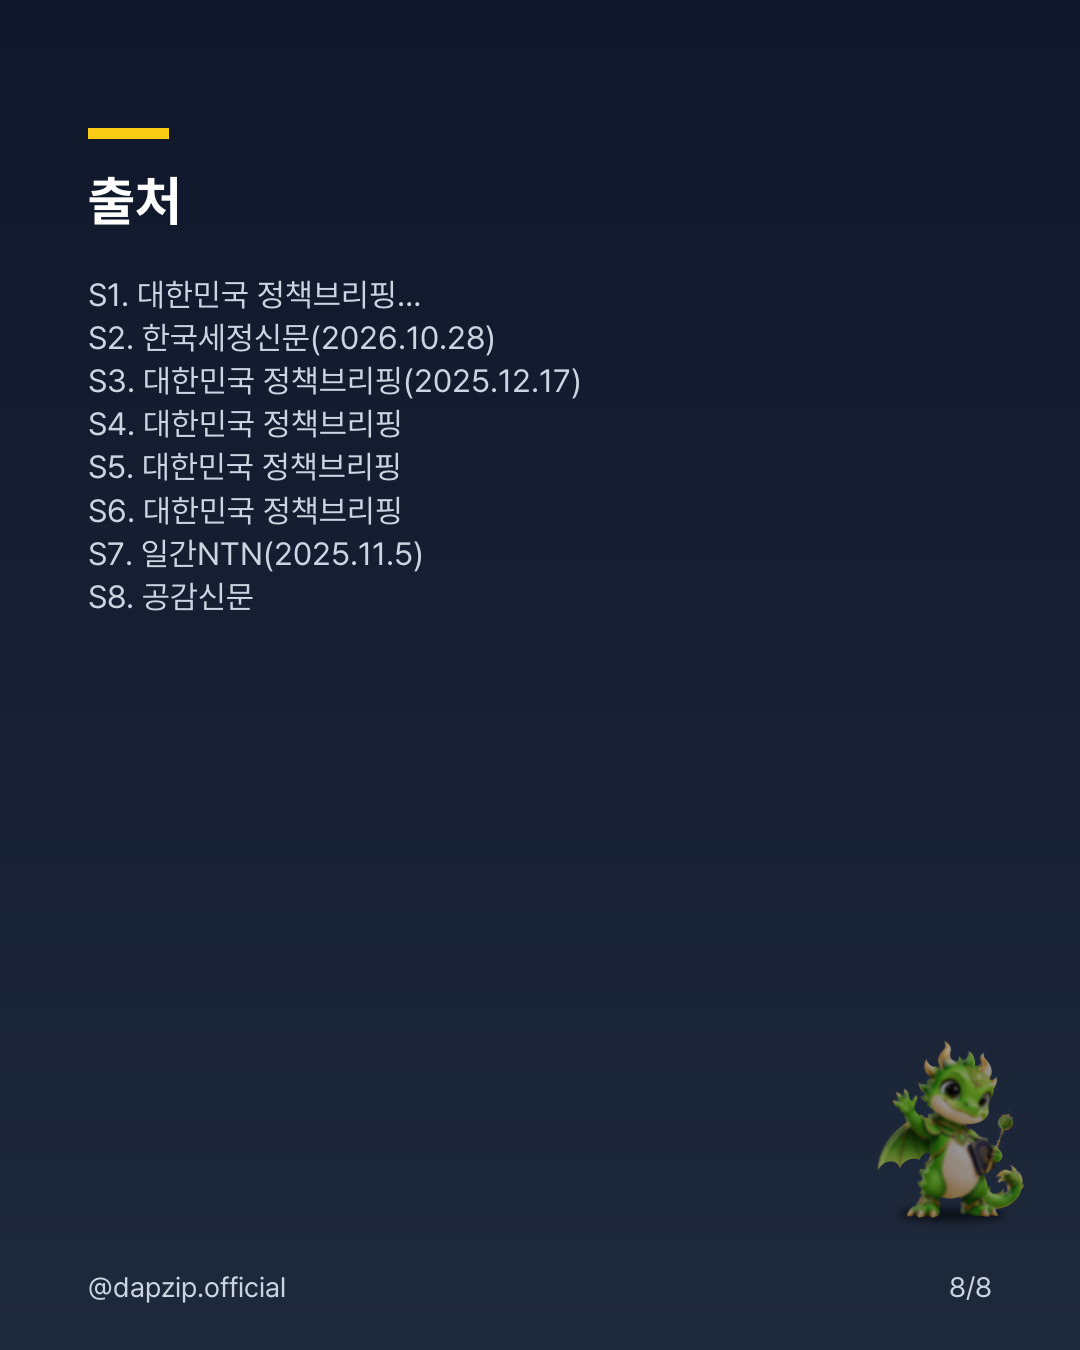 출처
S1. 대한민국 정책브리핑...
S2. 한국세정신문(2026.10.28)
S3. 대한민국 정책브리핑(2025.12.17)
S4. 대한민국 정책브리핑
S5. 대한민국 정책브리핑
S6. 대한민국 정책브리핑
S7. 일간NTN(2025.11.5)
S8. 공감신문
@dapzip.official
8/8